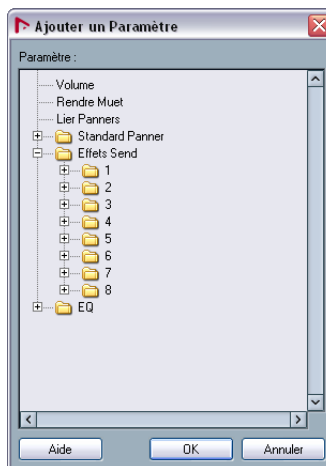 Ajouter un Paramètre
Paramètre :
Volume
Rendre Muet
Lier Panners
Standard Panner
Effets Send
1
2
3
4
5
6
7
8
EQ
Aide OK Annuler